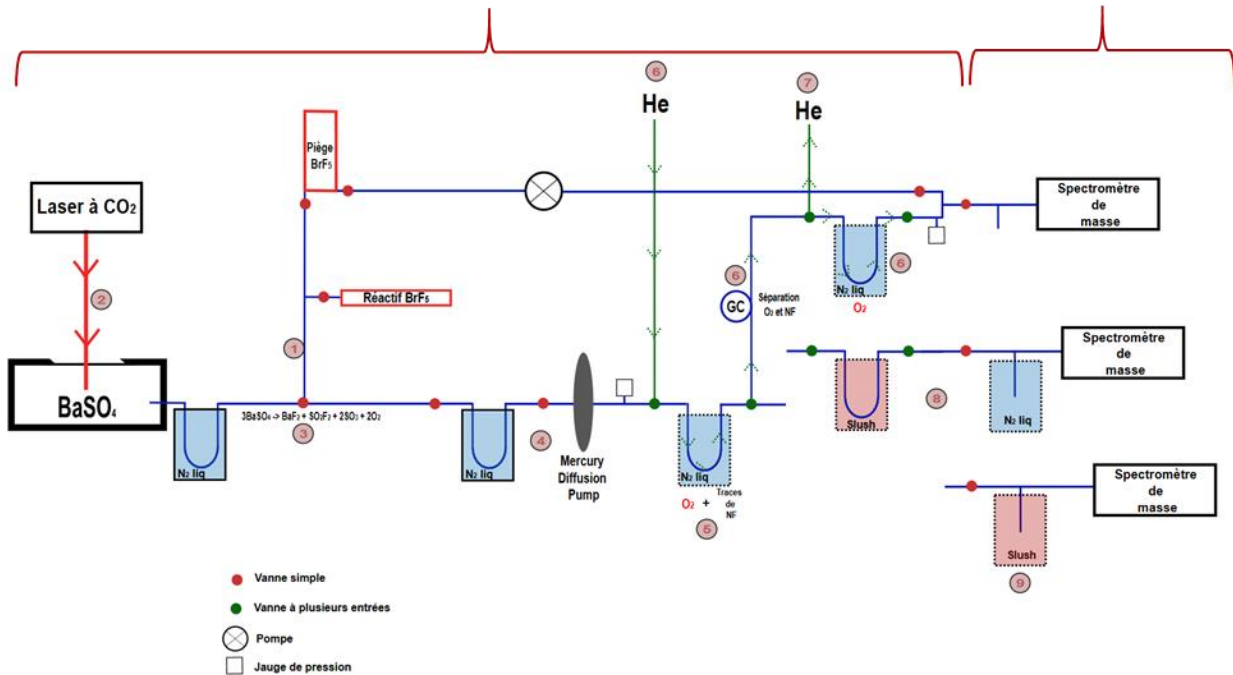 6
He
7
He
Piège
BrF₅
Laser à CO₂
2
Spectromètre
de
masse
Réactif BrF₅
6
GC
Séparation
O₂ et NF
6
N₂ liq
O₂
1
BaSO₄
3BaSO₄ -> BaF₂ + SO₂F₂ + 2SO₃ + 2O₂
3
N₂ liq
N₂ liq
4
Mercury
Diffusion
Pump
N₂ liq
O₂ + Traces
de
NF
5
Slush
8
N₂ liq
Spectromètre
de
masse
Spectromètre
de
masse
Slush
9
Vanne simple
Vanne à plusieurs entrées
Pompe
Jauge de pression